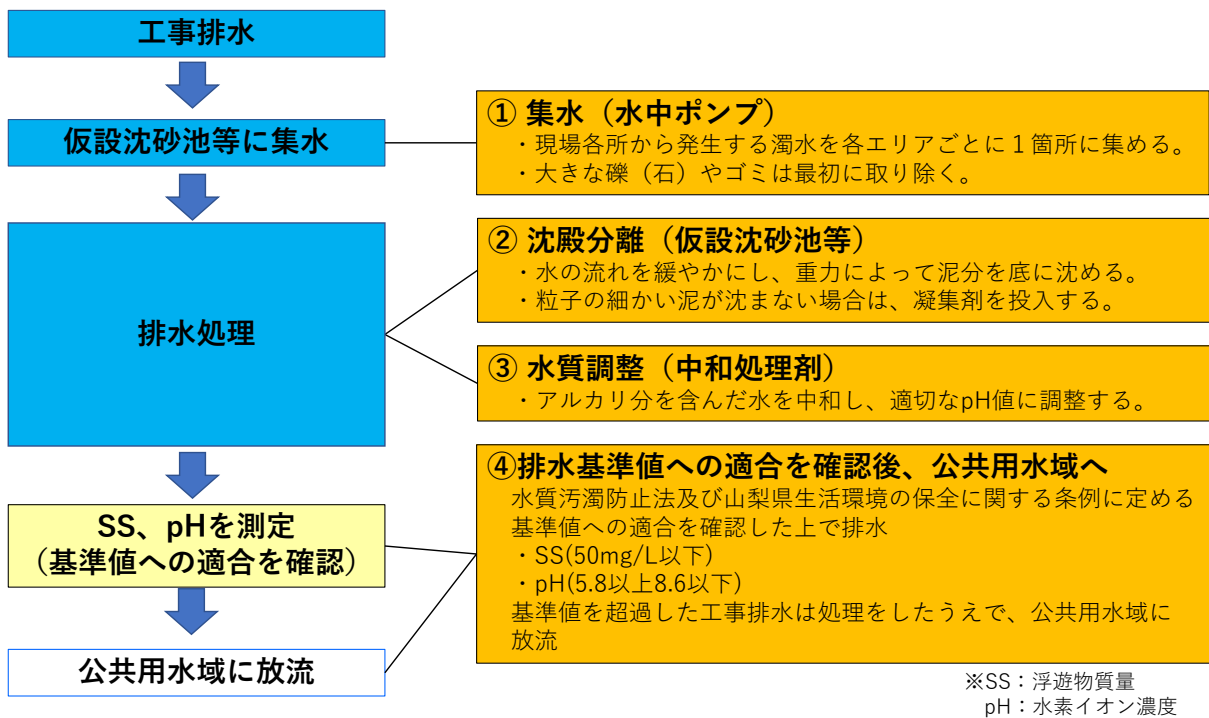 工事排水
仮設沈砂池等に集水
① 集水（水中ポンプ）
・現場各所から発生する濁水を各エリアごとに１箇所に集める。
・大きな礫（石）やゴミは最初に取り除く。
排水処理
② 沈殿分離（仮設沈砂池等）
・水の流れを緩やかにし、重力によって泥分を底に沈める。
・粒子の細かい泥が沈まない場合は、凝集剤を投入する。
③ 水質調整（中和処理剤）
・アルカリ分を含んだ水を中和し、適切なpH値に調整する。
SS、pHを測定
（基準値への適合を確認）
公共用水域に放流
④排水基準値への適合を確認後、公共用水域へ
水質汚濁防止法及び山梨県生活環境の保全に関する条例に定める
基準値への適合を確認した上で排水
・SS(50mg/L以下)
・pH(5.8以上8.6以下)
基準値を超過した工事排水は処理をしたうえで、公共用水域に
放流
※SS：浮遊物質量
pH：水素イオン濃度